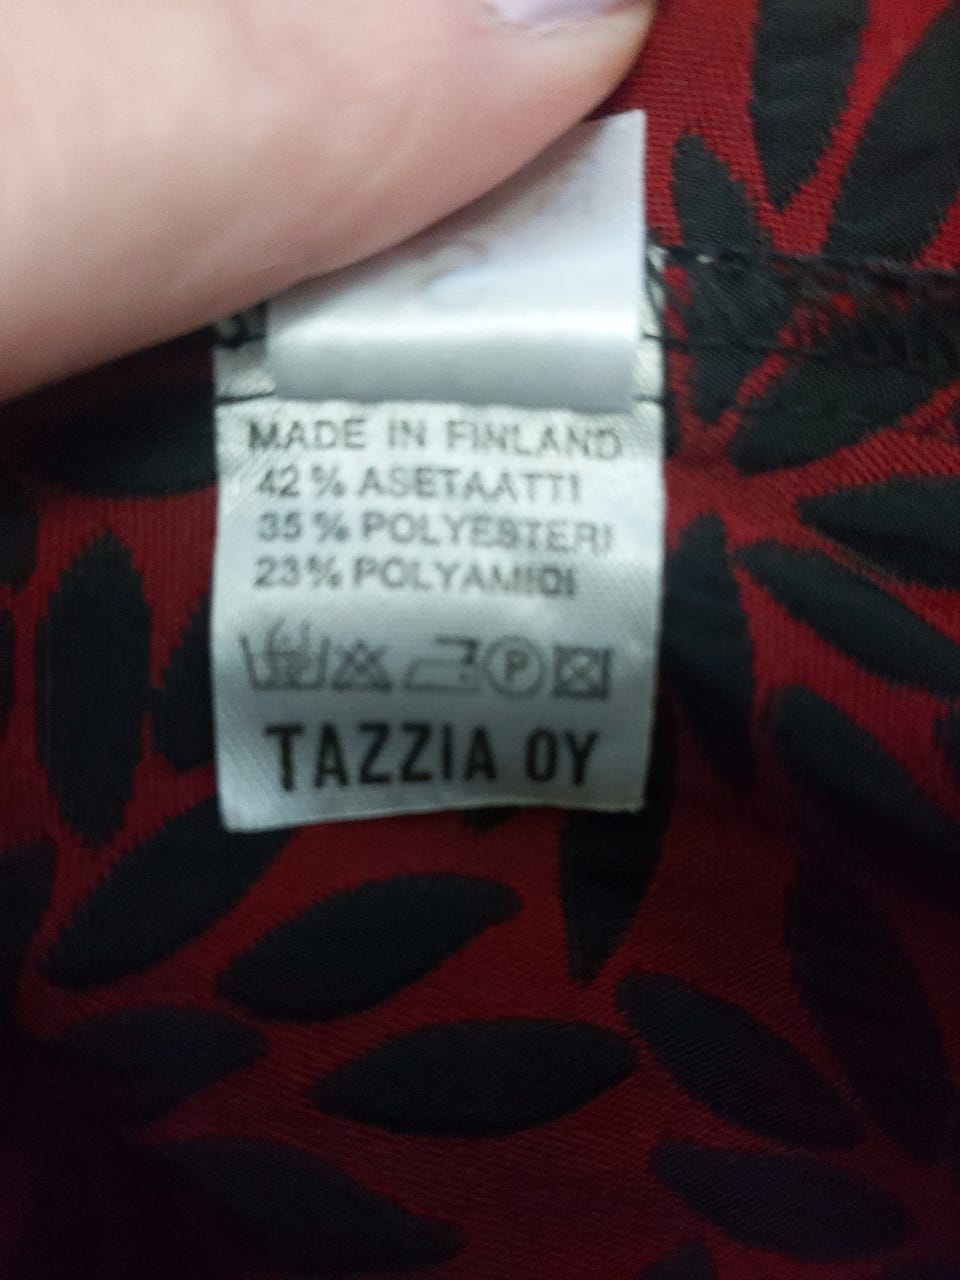 MADE IN FINLAND
42% ASETAATTI
35% POLYESTERI
23% POLYAMIDI
P
TAZZIA OY